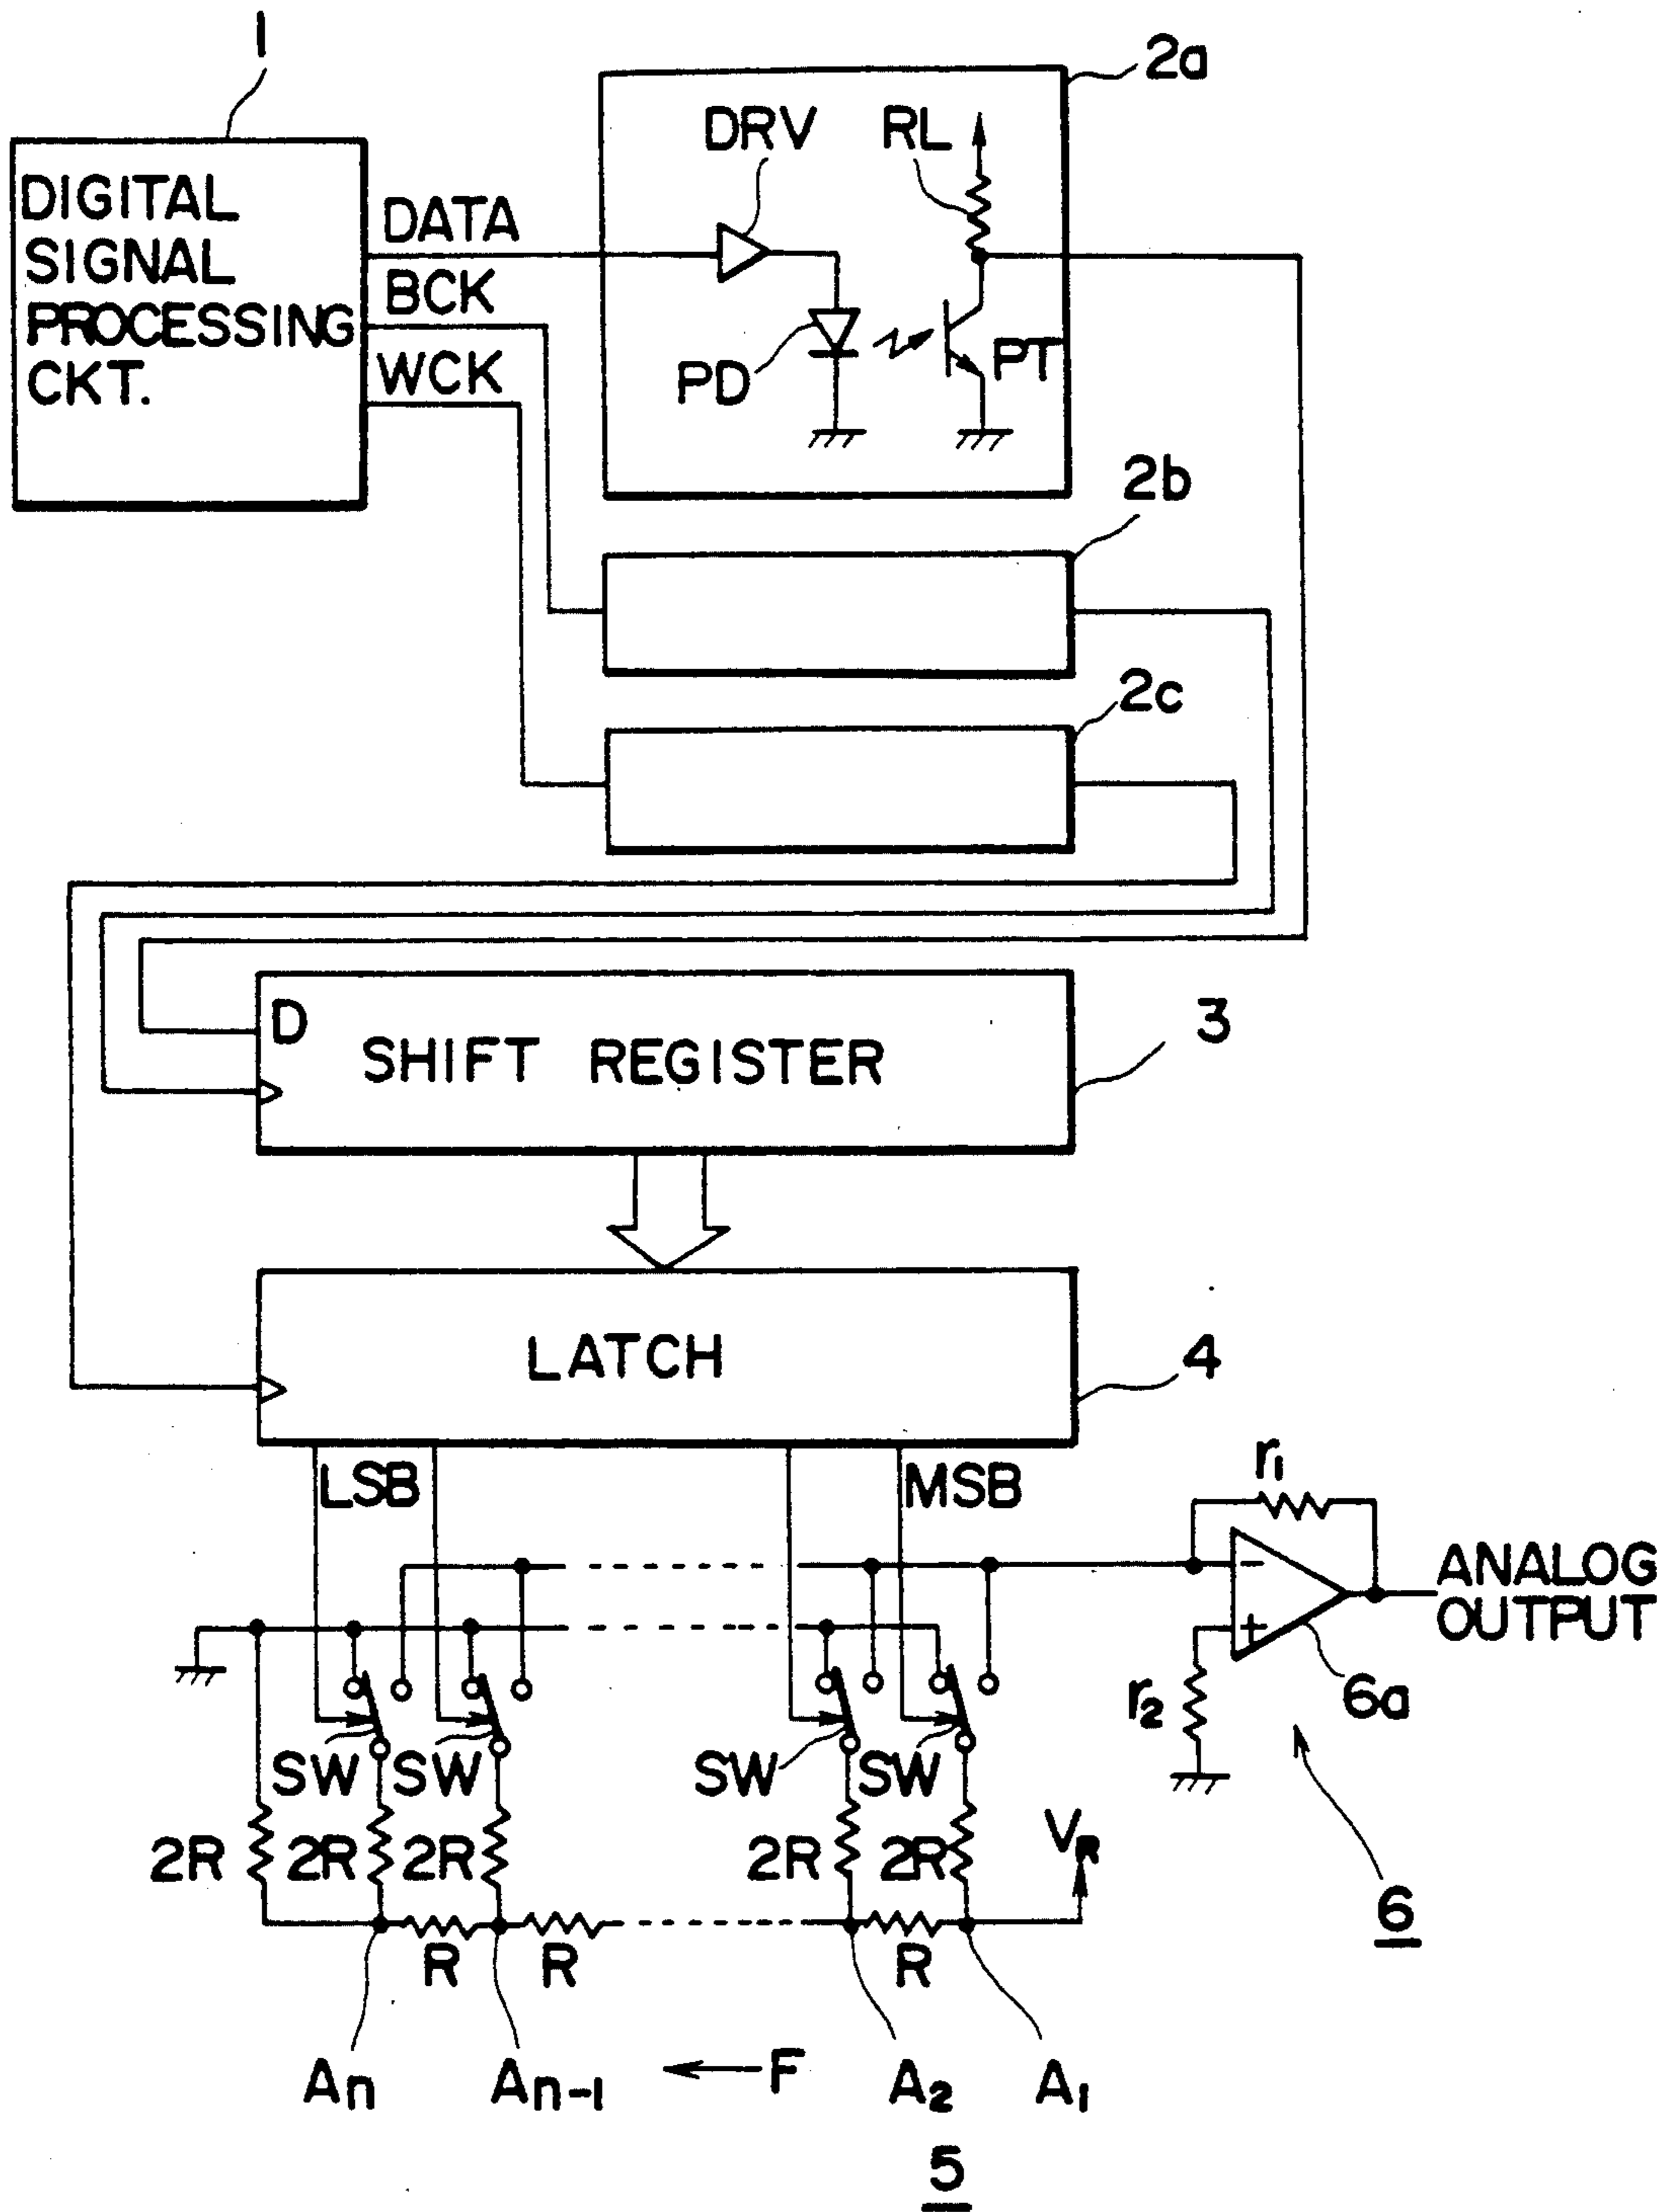 1
2a
DRV
RL
DIGITAL
SIGNAL
PROCESSING
CKT.
DATA
BCK
WCK
PD
PT
2b
2c
D
SHIFT REGISTER
3
LATCH
4
LSB
MSB
r1
ANALOG
OUTPUT
r2
6a
SW
SW
SW
SW
2R
2R
2R
2R
2R
VR
6
R
R
R
An
An-1
F
A2
A1
5